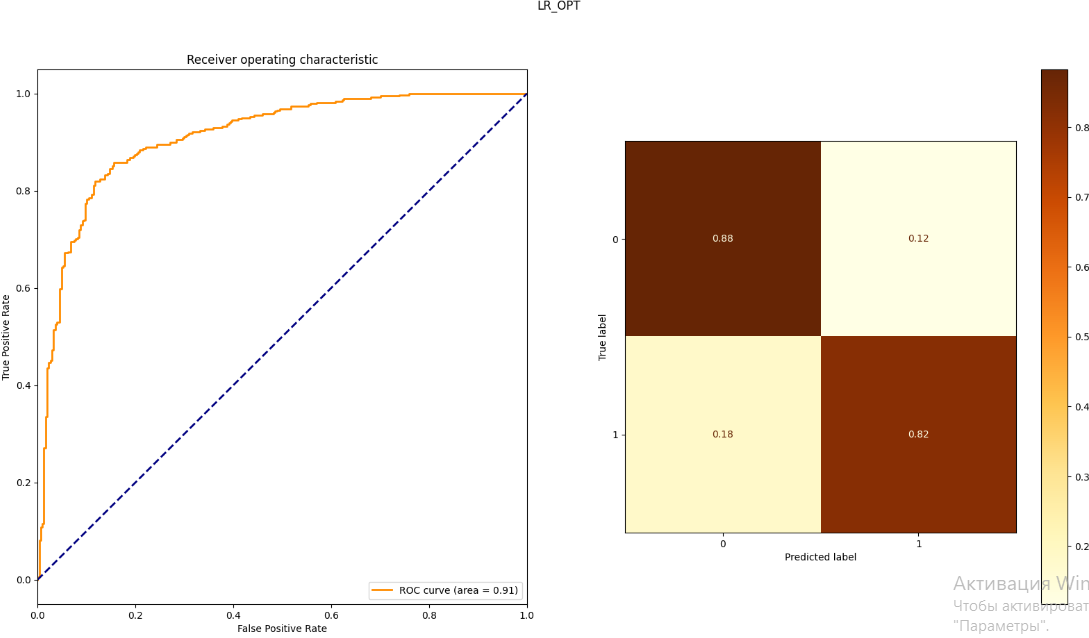 LR_OPT
Receiver operating characteristic
True Positive Rate
1.0
0.8
0.6
0.4
0.2
0.0
0.0 0.2 0.4 0.6 0.8 1.0
False Positive Rate
ROC curve (area = 0.91)
True label
0
1
0.88 0.12
0.18 0.82
0 1
Predicted label
0.8
0.7
0.6
0.5
0.4
0.3
0.2
Активация Win
Чтобы активироват
"Параметры".